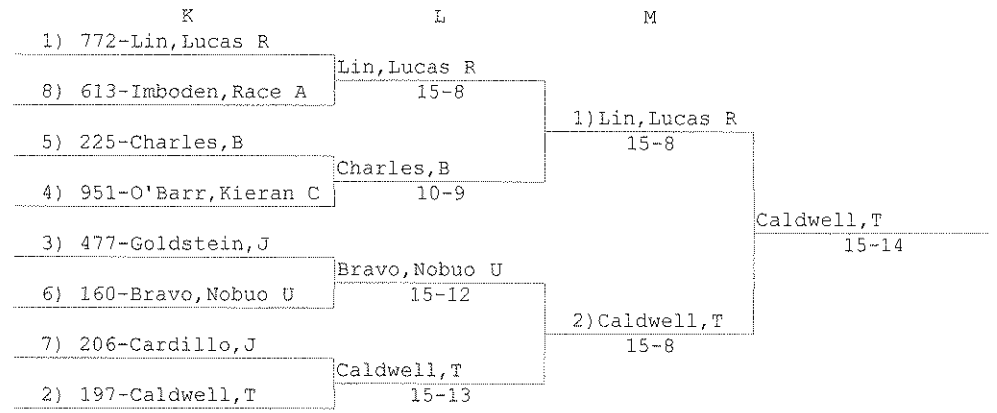 K L M
1) 772-Lin,Lucas R
Lin,Lucas R
8) 613-Imboden,Race A
15-8
1)Lin,Lucas R
5) 225-Charles,B
15-8
Charles,B
4) 951-O'Barr,Kieran C
10-9
Caldwell,T
3) 477-Goldstein,J
15-14
Bravo,Nobuo U
6) 160-Bravo,Nobuo U
15-12
2)Caldwell,T
7) 206-Cardillo,J
15-8
Caldwell,T
2) 197-Caldwell,T
15-13